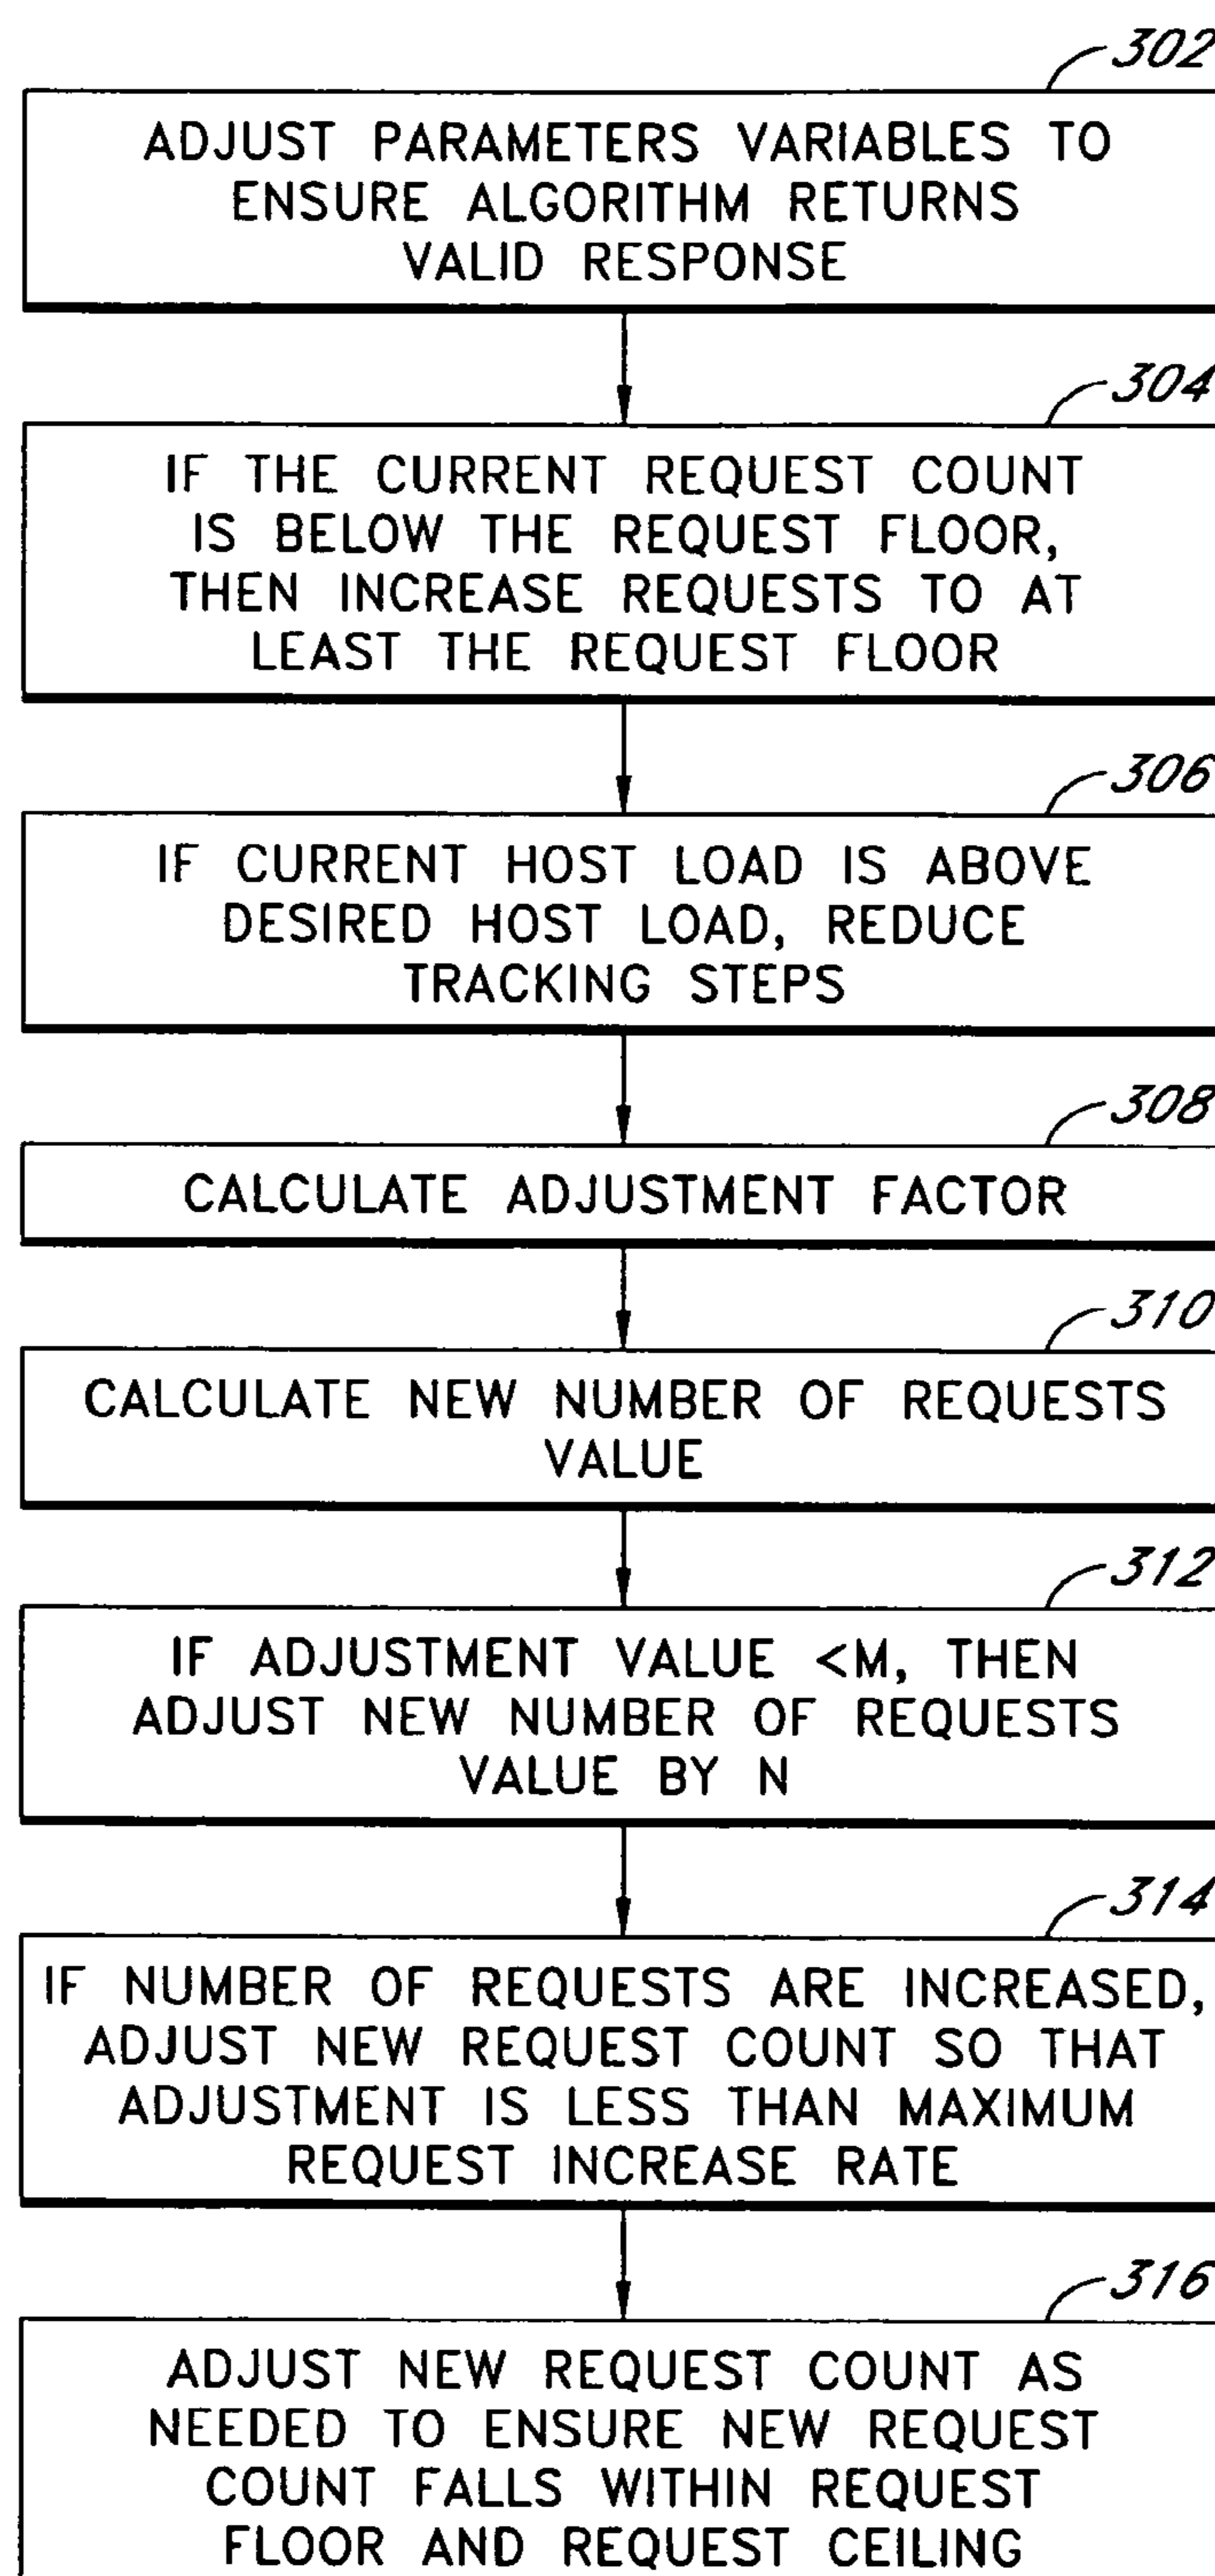 302
ADJUST PARAMETERS VARIABLES TO
ENSURE ALGORITHM RETURNS
VALID RESPONSE
304
IF THE CURRENT REQUEST COUNT
IS BELOW THE REQUEST FLOOR,
THEN INCREASE REQUESTS TO AT
LEAST THE REQUEST FLOOR
306
IF CURRENT HOST LOAD IS ABOVE
DESIRED HOST LOAD, REDUCE
TRACKING STEPS
308
CALCULATE ADJUSTMENT FACTOR
310
CALCULATE NEW NUMBER OF REQUESTS
VALUE
312
IF ADJUSTMENT VALUE <M, THEN
ADJUST NEW NUMBER OF REQUESTS
VALUE BY N
314
IF NUMBER OF REQUESTS ARE INCREASED,
ADJUST NEW REQUEST COUNT SO THAT
ADJUSTMENT IS LESS THAN MAXIMUM
REQUEST INCREASE RATE
316
ADJUST NEW REQUEST COUNT AS
NEEDED TO ENSURE NEW REQUEST
COUNT FALLS WITHIN REQUEST
FLOOR AND REQUEST CEILING